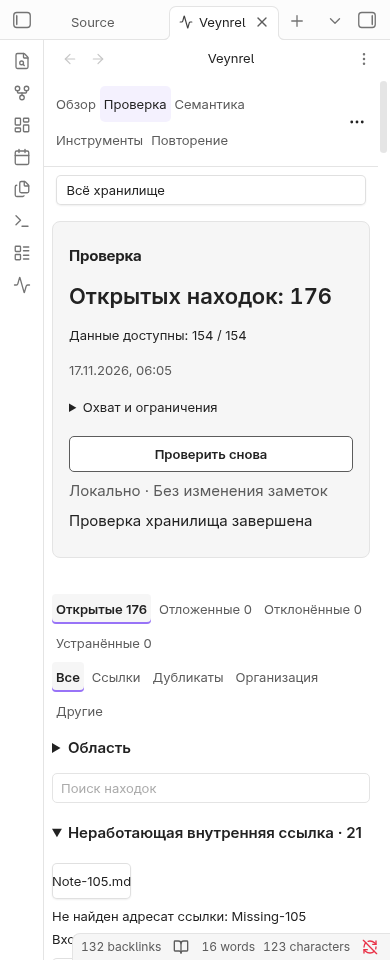 Source
Veynrel
Veynrel
Обзор Проверка Семантика
Инструменты Повторение
Всё хранилище
Проверка
Открытых находок: 176
Данные доступны: 154 / 154
17.11.2026, 06:05
Охват и ограничения
Проверить снова
Локально · Без изменения заметок
Проверка хранилища завершена
Открытые 176 Отложенные 0 Отклонённые 0
Устранённые 0
Все Ссылки Дубликаты Организация
Другие
Область
Поиск находок
Неработающая внутренняя ссылка · 21
Note-105.md
Не найден адресат ссылки: Missing-105
132 backlinks 16 words 123 characters